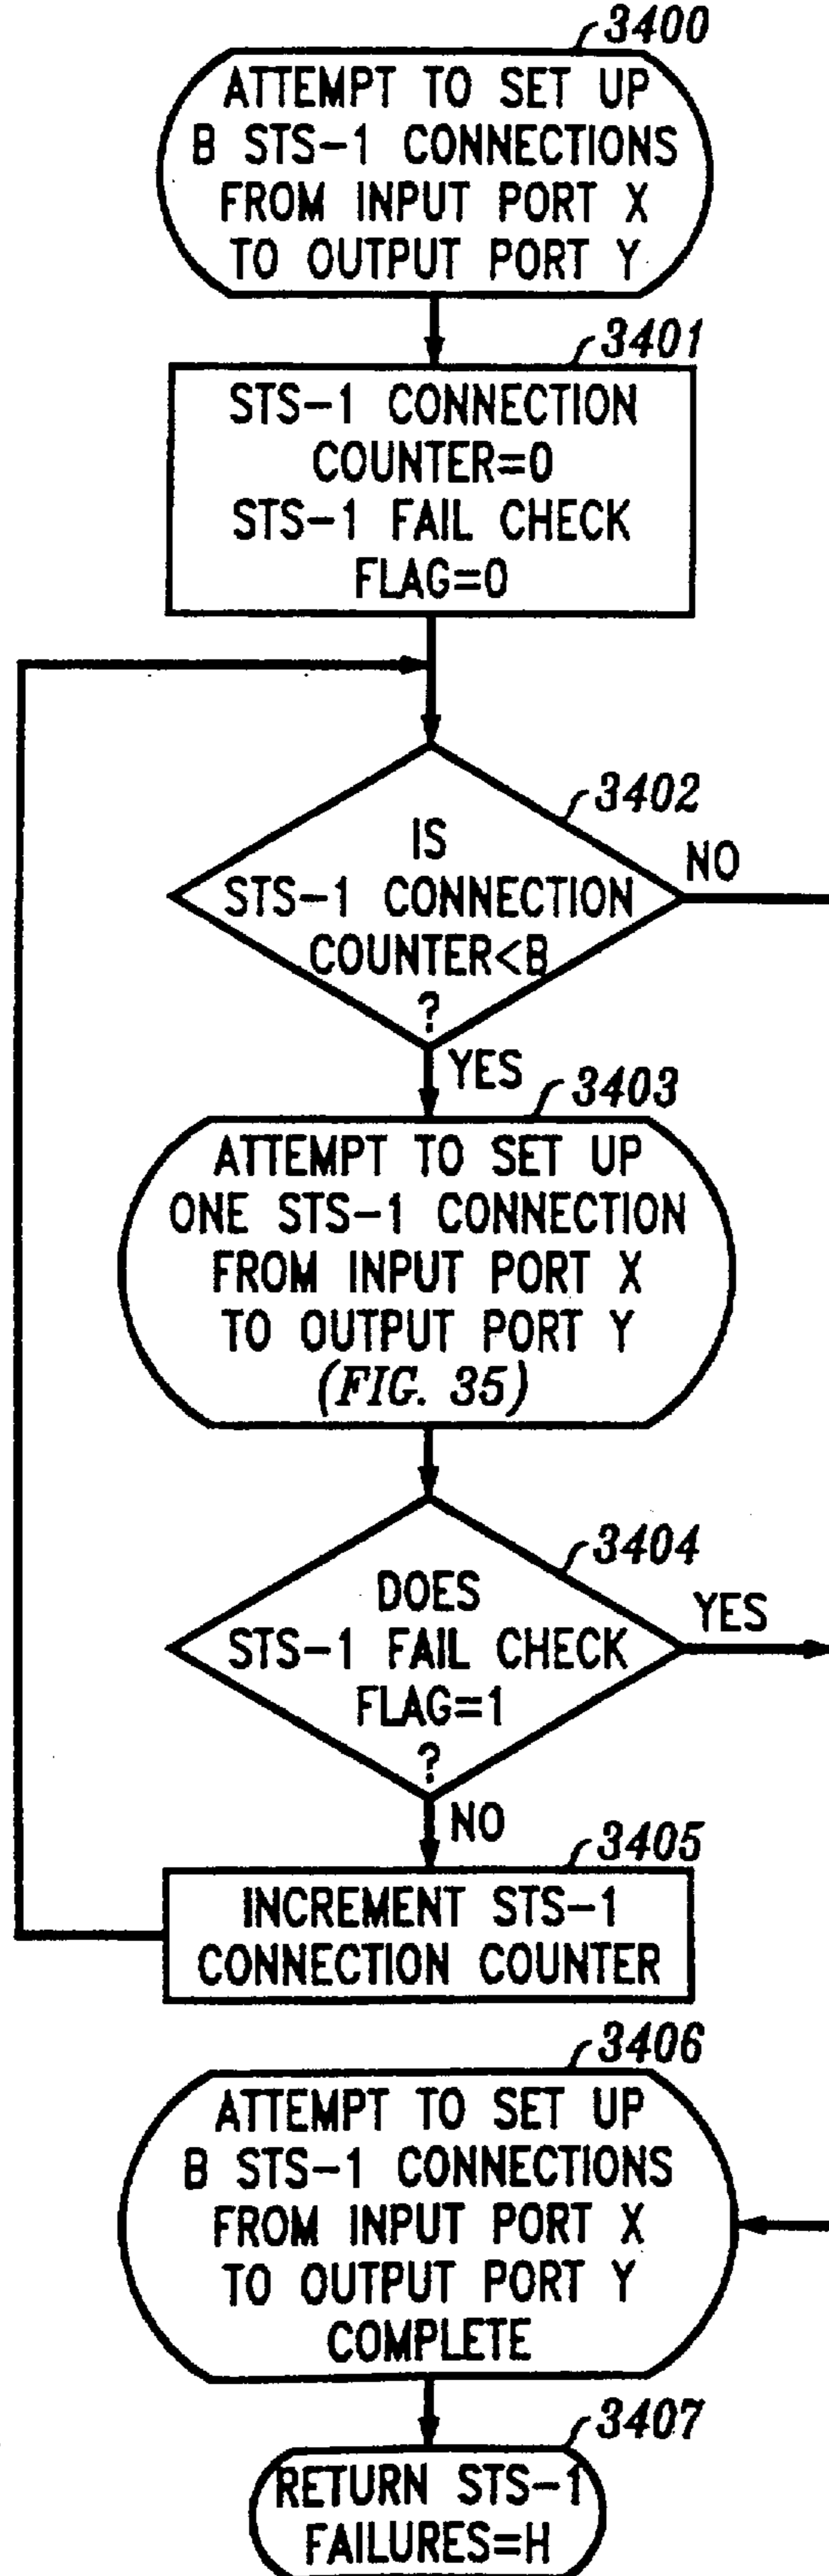 3400
ATTEMPT TO SET UP
B STS-1 CONNECTIONS
FROM INPUT PORT X
TO OUTPUT PORT Y
3401
STS-1 CONNECTION
COUNTER=0
STS-1 FAIL CHECK
FLAG=0
3402
IS
STS-1 CONNECTION
COUNTER<B
?
NO
YES
3403
ATTEMPT TO SET UP
ONE STS-1 CONNECTION
FROM INPUT PORT X
TO OUTPUT PORT Y
(FIG. 35)
3404
DOES
STS-1 FAIL CHECK
FLAG=1
?
YES
NO
3405
INCREMENT STS-1
CONNECTION COUNTER
3406
ATTEMPT TO SET UP
B STS-1 CONNECTIONS
FROM INPUT PORT X
TO OUTPUT PORT Y
COMPLETE
3407
RETURN STS-1
FAILURES=H